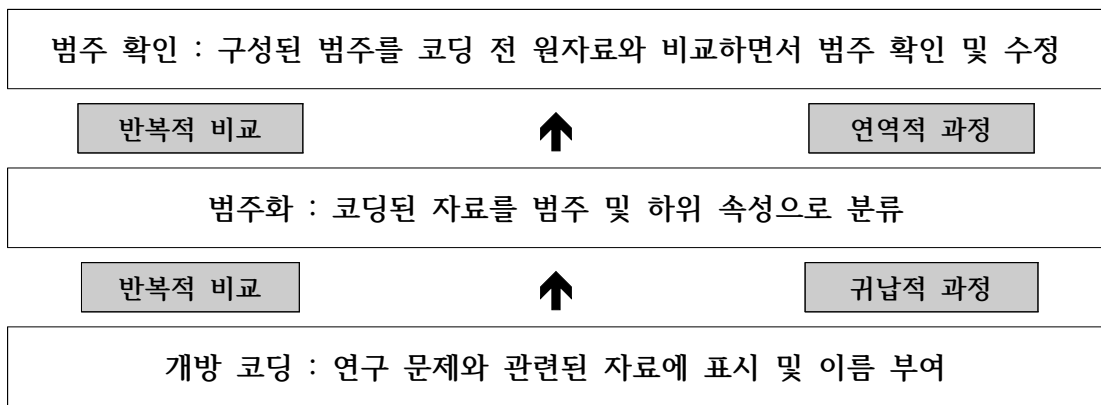 범주 확인 : 구성된 범주를 코딩 전 원자료와 비교하면서 범주 확인 및 수정
반복적 비교
연역적 과정
범주화 : 코딩된 자료를 범주 및 하위 속성으로 분류
반복적 비교
귀납적 과정
개방 코딩 : 연구 문제와 관련된 자료에 표시 및 이름 부여